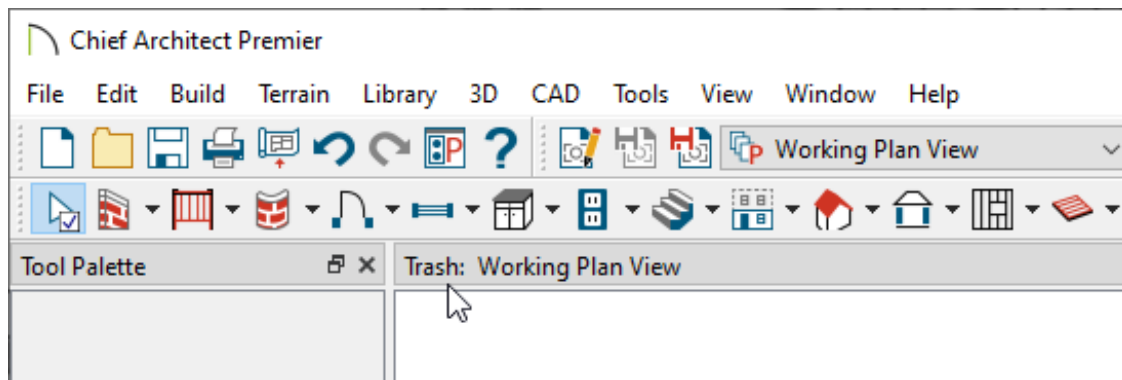 Chief Architect Premier
File Edit Build Terrain Library 3D CAD Tools View Window Help
P ? P Working Plan View
Tool Palette
Trash: Working Plan View